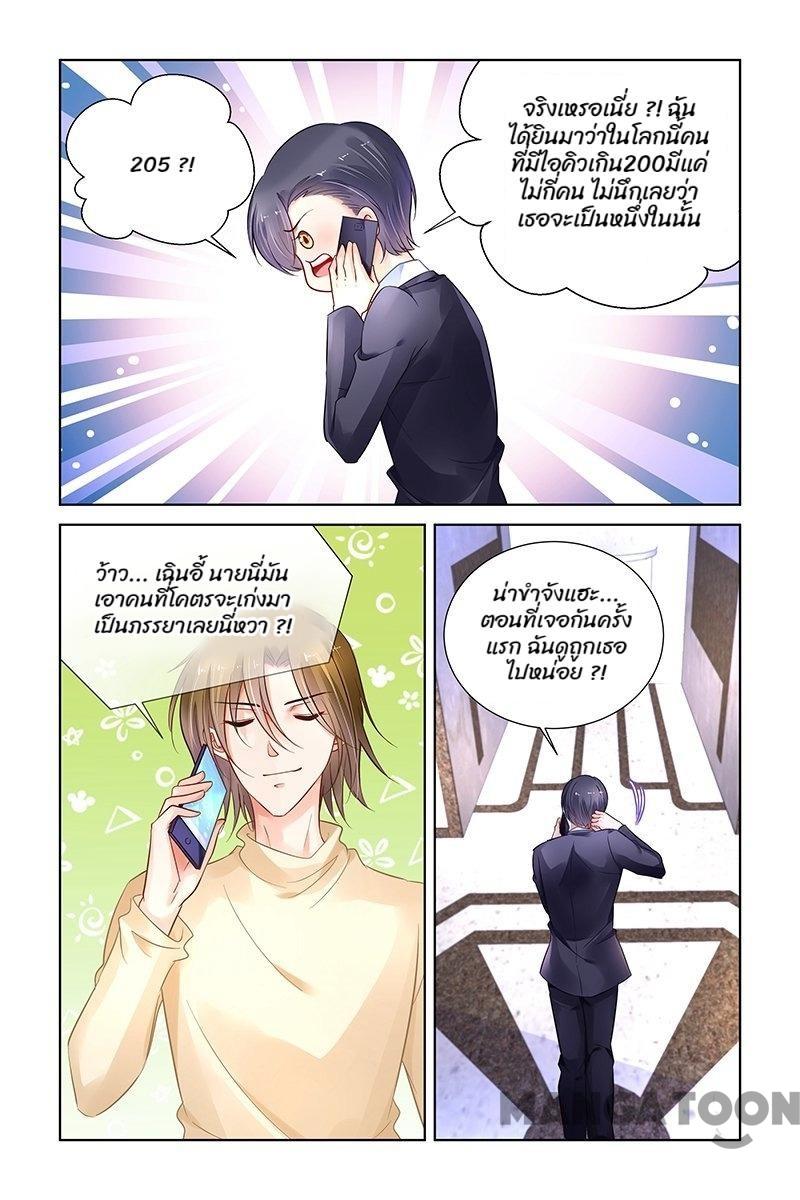 205 ?!
จริงเหรอเนี่ย ?! ฉัน
ได้ยินมาว่าในโลกนี้คน
ที่มีไอคิวเกิน200มีแค่
ไม่กี่คน ไม่นึกเลยว่า
เธอจะเป็นหนึ่งในนั้น
ว้าว... เฉินอี้ นายนี่มัน
เอาคนที่โคตรจะเก่งมา
เป็นภรรยาเลยนี่หวา ?!
น่าขำจังแฮะ...
ตอนที่เจอกันครั้ง
แรก ฉันดูถูกเธอ
ไปหน่อย ?!
MANGATOON